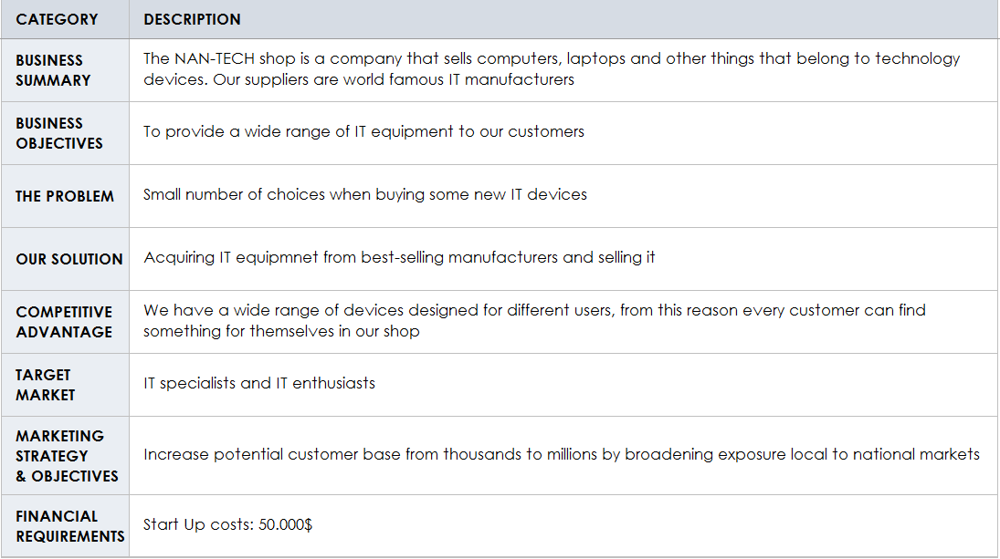 CATEGORY
DESCRIPTION
BUSINESS
SUMMARY
The NAN-TECH shop is a company that sells computers, laptops and other things that belong to technology
devices. Our suppliers are world famous IT manufacturers
BUSINESS
OBJECTIVES
To provide a wide range of IT equipment to our customers
THE PROBLEM
Small number of choices when buying some new IT devices
OUR SOLUTION
Acquiring IT equipmnet from best-selling manufacturers and selling it
COMPETITIVE
ADVANTAGE
We have a wide range of devices designed for different users, from this reason every customer can find
something for themselves in our shop
TARGET
MARKET
IT specialists and IT enthusiasts
MARKETING
STRATEGY
& OBJECTIVES
Increase potential customer base from thousands to millions by broadening exposure local to national markets
FINANCIAL
REQUIREMENTS
Start Up costs: 50.000$